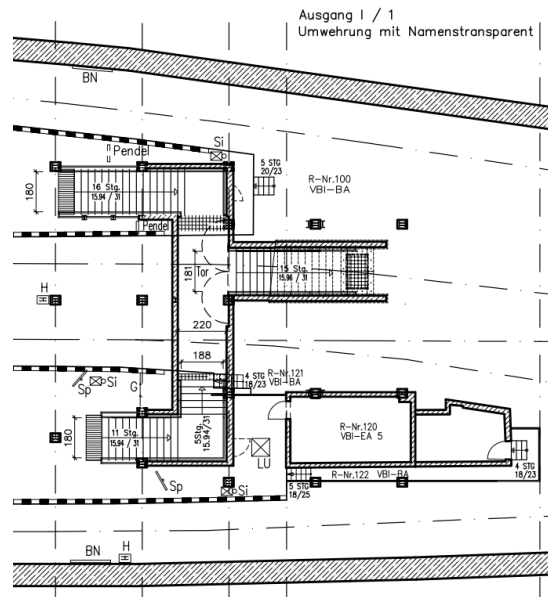 Ausgang I / 1
Umwehrung mit Namenstransparent
BN
Pendel
Si
5 STG
20/23
R-Nr.100
VBI-BA
180
16 Stg.
15.94 / 31
Pendel
181
Tor
15 Stg.
15.96 / 31
H
220
188
4 STG
18/23
R-Nr.121
VBI-BA
Sp
Si
G
180
11 Stg.
15.94 / 31
5Stg.
15.94/31
LU
R-Nr.120
VBI-EA 5
R-Nr.122 VBI-BA
4 STG
18/23
Sp
Si
5 STG
18/25
BN
H